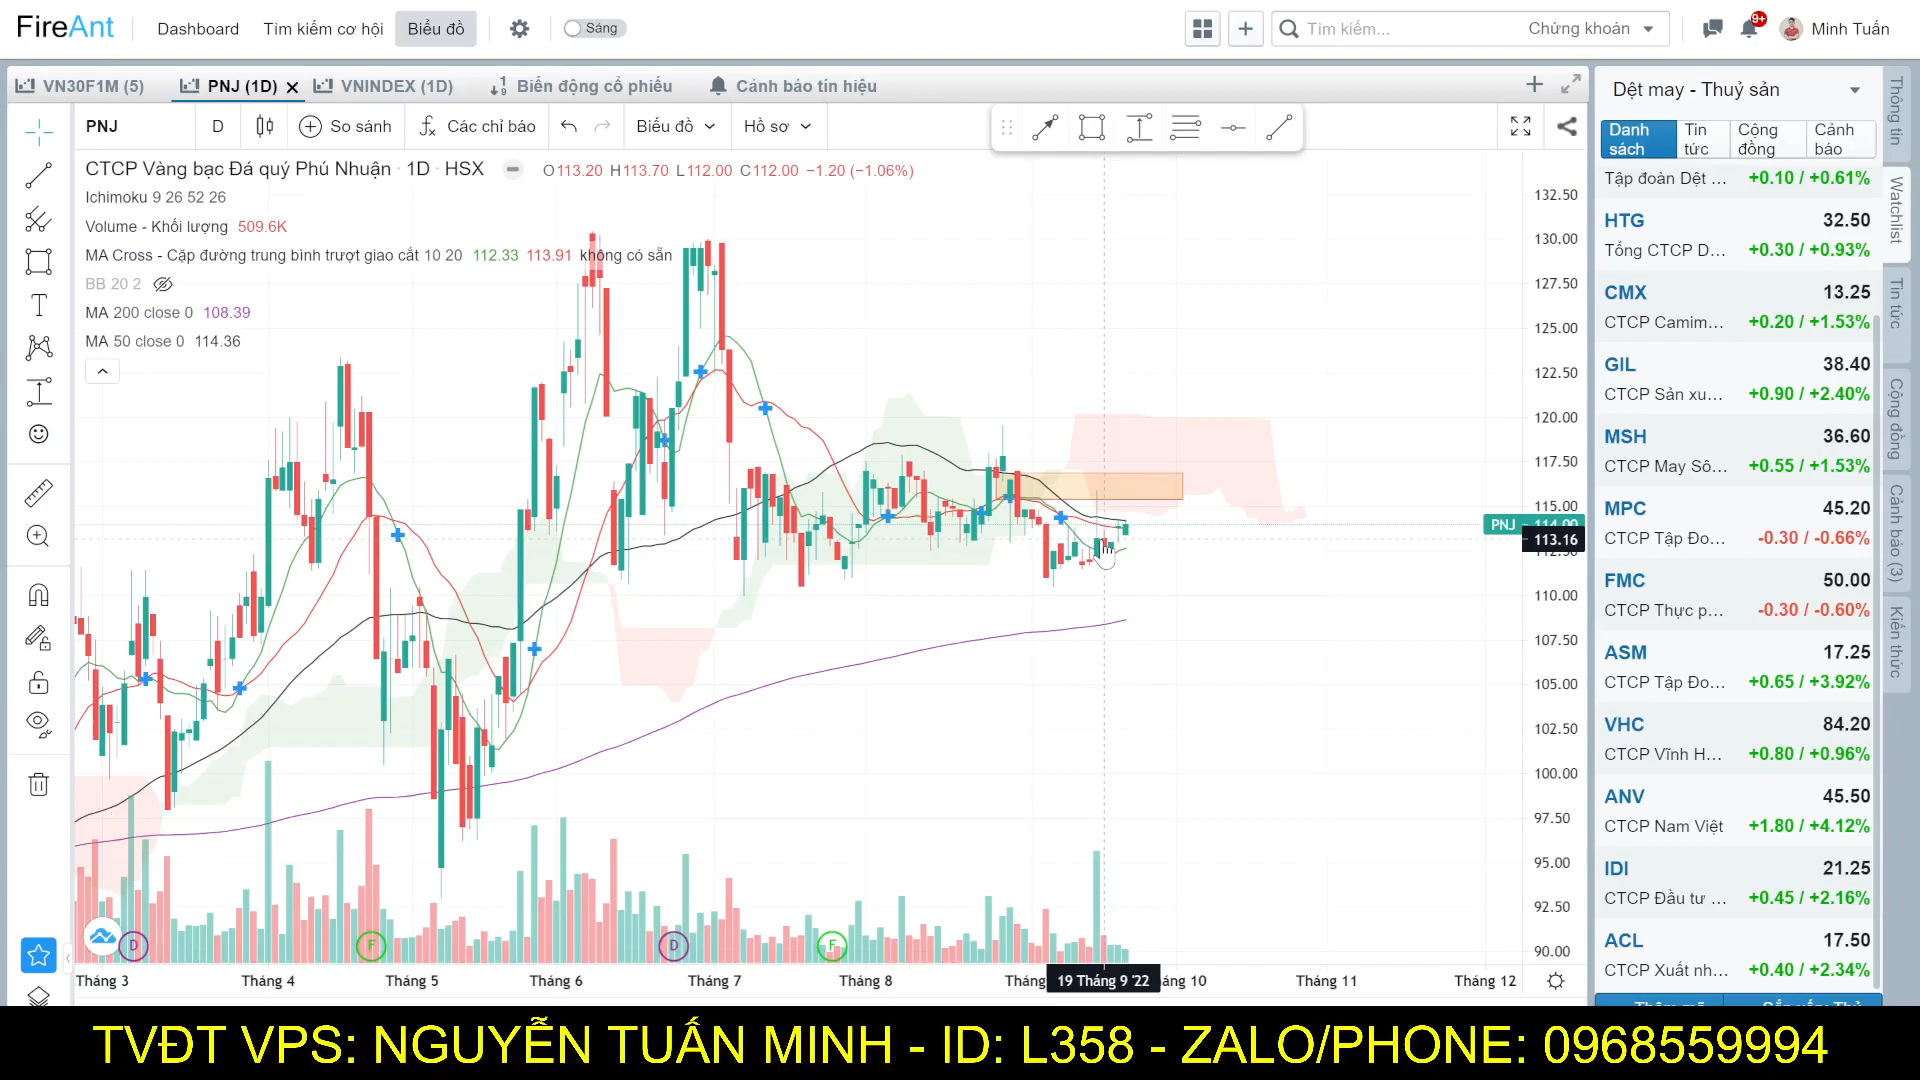 FireAnt
Dashboard
Tìm kiếm cơ hội
Biểu đồ
Sáng
Tìm kiếm...
Chứng khoán
9+
Minh Tuấn
VN30F1M (5)
PNJ (1D)
VNINDEX (1D)
Biến động cổ phiếu
Cảnh báo tín hiệu
PNJ
D
So sánh
Các chỉ báo
Biểu đồ
Hồ sơ
CTCP Vàng bạc Đá quý Phú Nhuận · 1D · HSX
O113.20 H113.70 L112.00 C112.00 −1.20 (−1.06%)
Ichimoku 9 26 52 26
Volume - Khối lượng 509.6K
MA Cross - Cặp đường trung bình trượt giao cắt 10 20 112.33 113.91 không có sẵn
BB 20 2
MA 200 close 0 108.39
MA 50 close 0 114.36
132.50
130.00
127.50
125.00
122.50
120.00
117.50
115.00
PNJ 114.00
113.16
112.50
110.00
107.50
105.00
102.50
100.00
97.50
95.00
92.50
90.00
D
F
D
F
Tháng 3
Tháng 4
Tháng 5
Tháng 6
Tháng 7
Tháng 8
19 Tháng 9 '22
Tháng 11
Tháng 12
Dệt may - Thuỷ sản
Danh sách
Tin tức
Cộng đồng
Cảnh báo
Tập đoàn Dệt ... +0.10 / +0.61%
HTG 32.50
Tổng CTCP D... +0.30 / +0.93%
CMX 13.25
CTCP Camim... +0.20 / +1.53%
GIL 38.40
CTCP Sản xu... +0.90 / +2.40%
MSH 36.60
CTCP May Sô... +0.55 / +1.53%
MPC 45.20
CTCP Tập Đo... -0.30 / -0.66%
FMC 50.00
CTCP Thực p... -0.30 / -0.60%
ASM 17.25
CTCP Tập Đo... +0.65 / +3.92%
VHC 84.20
CTCP Vĩnh H... +0.80 / +0.96%
ANV 45.50
CTCP Nam Việt +1.80 / +4.12%
IDI 21.25
CTCP Đầu tư ... +0.45 / +2.16%
ACL 17.50
CTCP Xuất nh... +0.40 / +2.34%
Thông tin
Watchlist
Tin tức
Cộng đồng
Cảnh báo (3)
Kiến thức
TVĐT VPS: NGUYỄN TUẤN MINH - ID: L358 - ZALO/PHONE: 0968559994